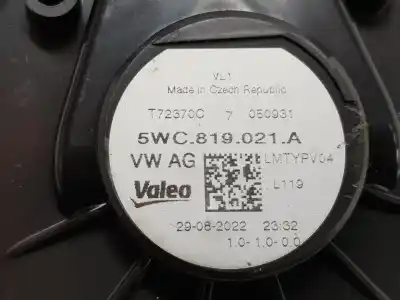 VE1
Made in Czech Republic
T72370C 7 050931
5WC.819.021.A
VW AG LMTYPV04
Valeo L119
29-08-2022 23:32
1.0-1.0-0.0